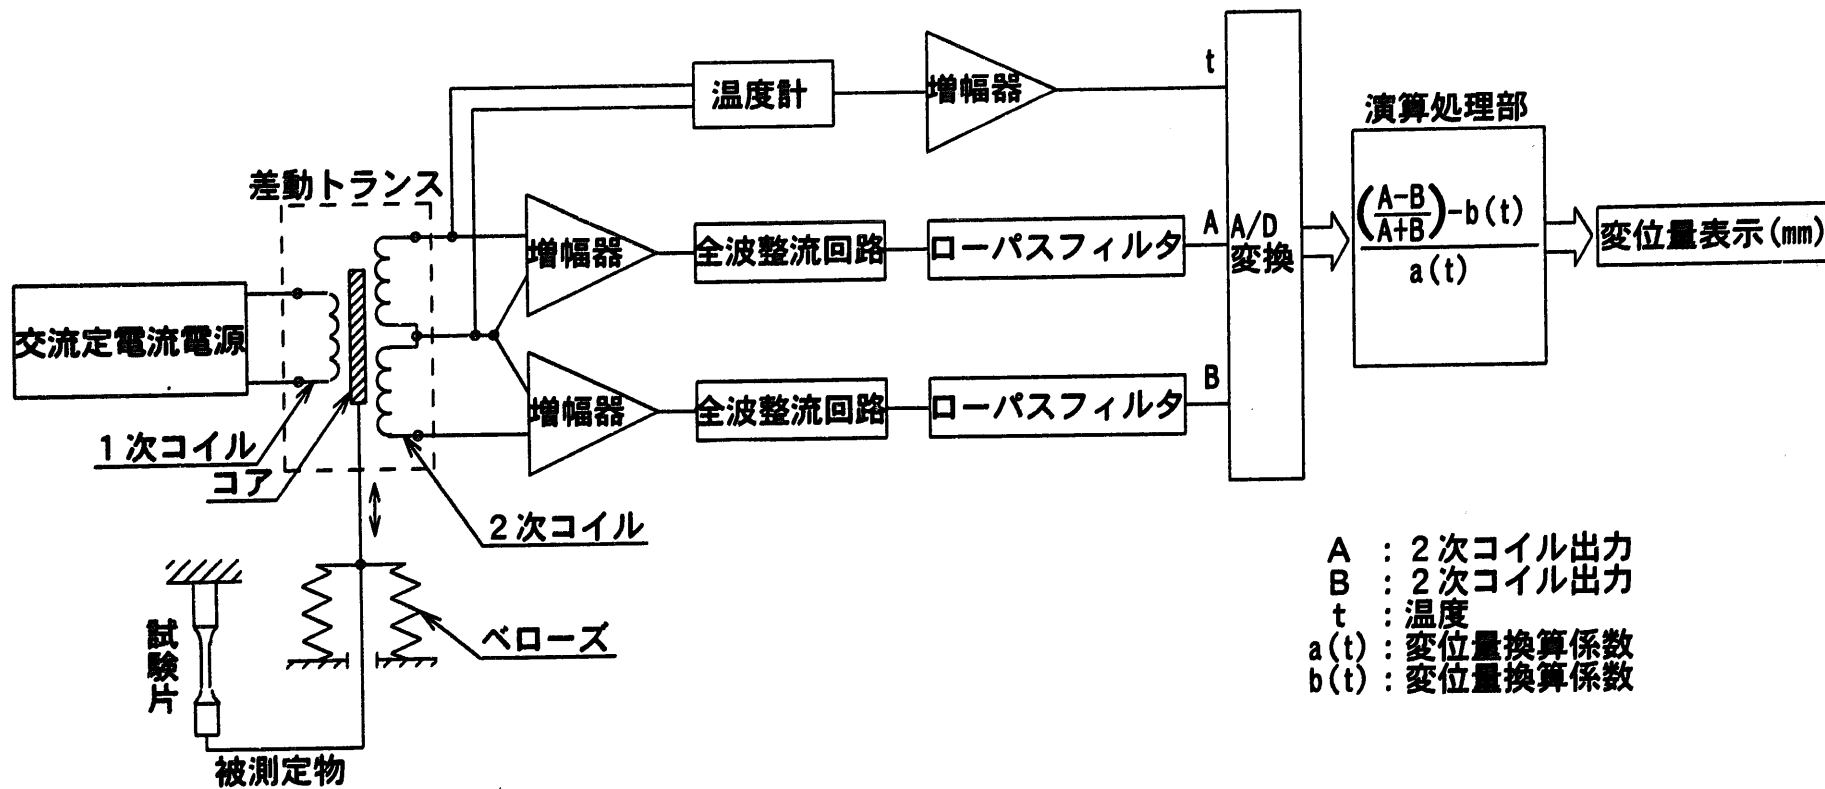 温度計
増幅器
t
演算処理部
差動トランス
増幅器
全波整流回路
ローパスフィルタ
A
A/D
変換
(A-B/A+B)-b(t)
a(t)
変位量表示(mm)
交流定電流電源
増幅器
全波整流回路
ローパスフィルタ
B
1次コイル
コア
2次コイル
試験片
ベローズ
被測定物
A : 2次コイル出力
B : 2次コイル出力
t : 温度
a(t) : 変位量換算係数
b(t) : 変位量換算係数